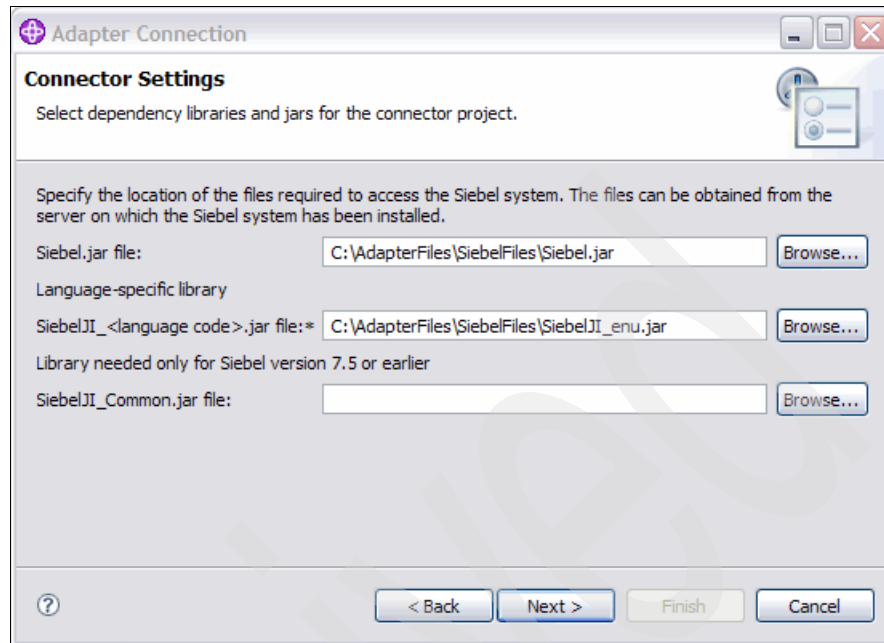 Adapter Connection
Connector Settings
Select dependency libraries and jars for the connector project.
Specify the location of the files required to access the Siebel system. The files can be obtained from the
server on which the Siebel system has been installed.
Siebel.jar file: C:\AdapterFiles\SiebelFiles\Siebel.jar Browse...
Language-specific library
SiebelJI_<language code>.jar file:* C:\AdapterFiles\SiebelFiles\SiebelJI_enu.jar Browse...
Library needed only for Siebel version 7.5 or earlier
SiebelJI_Common.jar file: Browse...
? < Back Next > Finish Cancel